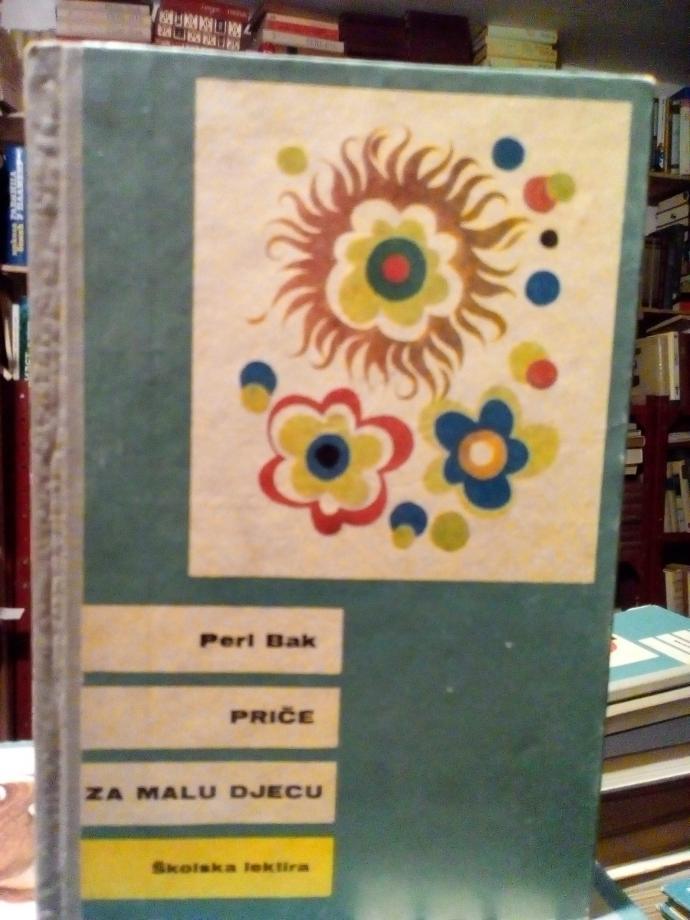 Perl Bak
PRIČE
ZA MALU DJECU
Školska lektira